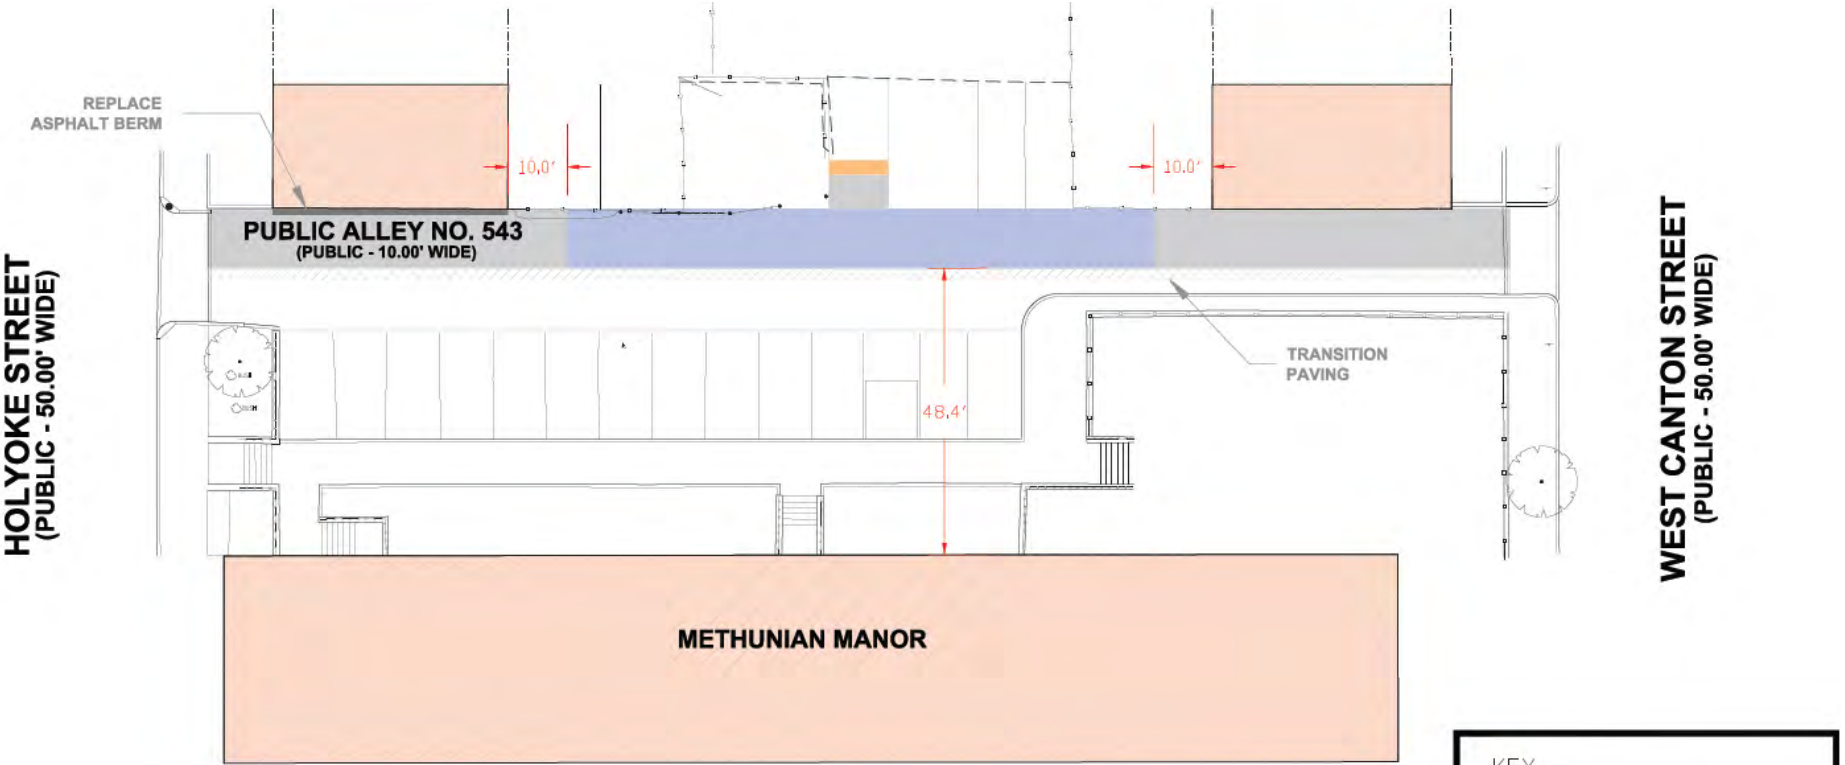 REPLACE
ASPHALT BERM
10.0'
10.0'
PUBLIC ALLEY NO. 543
(PUBLIC - 10.00' WIDE)
HOLYOKE STREET
(PUBLIC - 50.00' WIDE)
WEST CANTON STREET
(PUBLIC - 50.00' WIDE)
TRANSITION
PAVING
48.4'
METHUNIAN MANOR
KEY